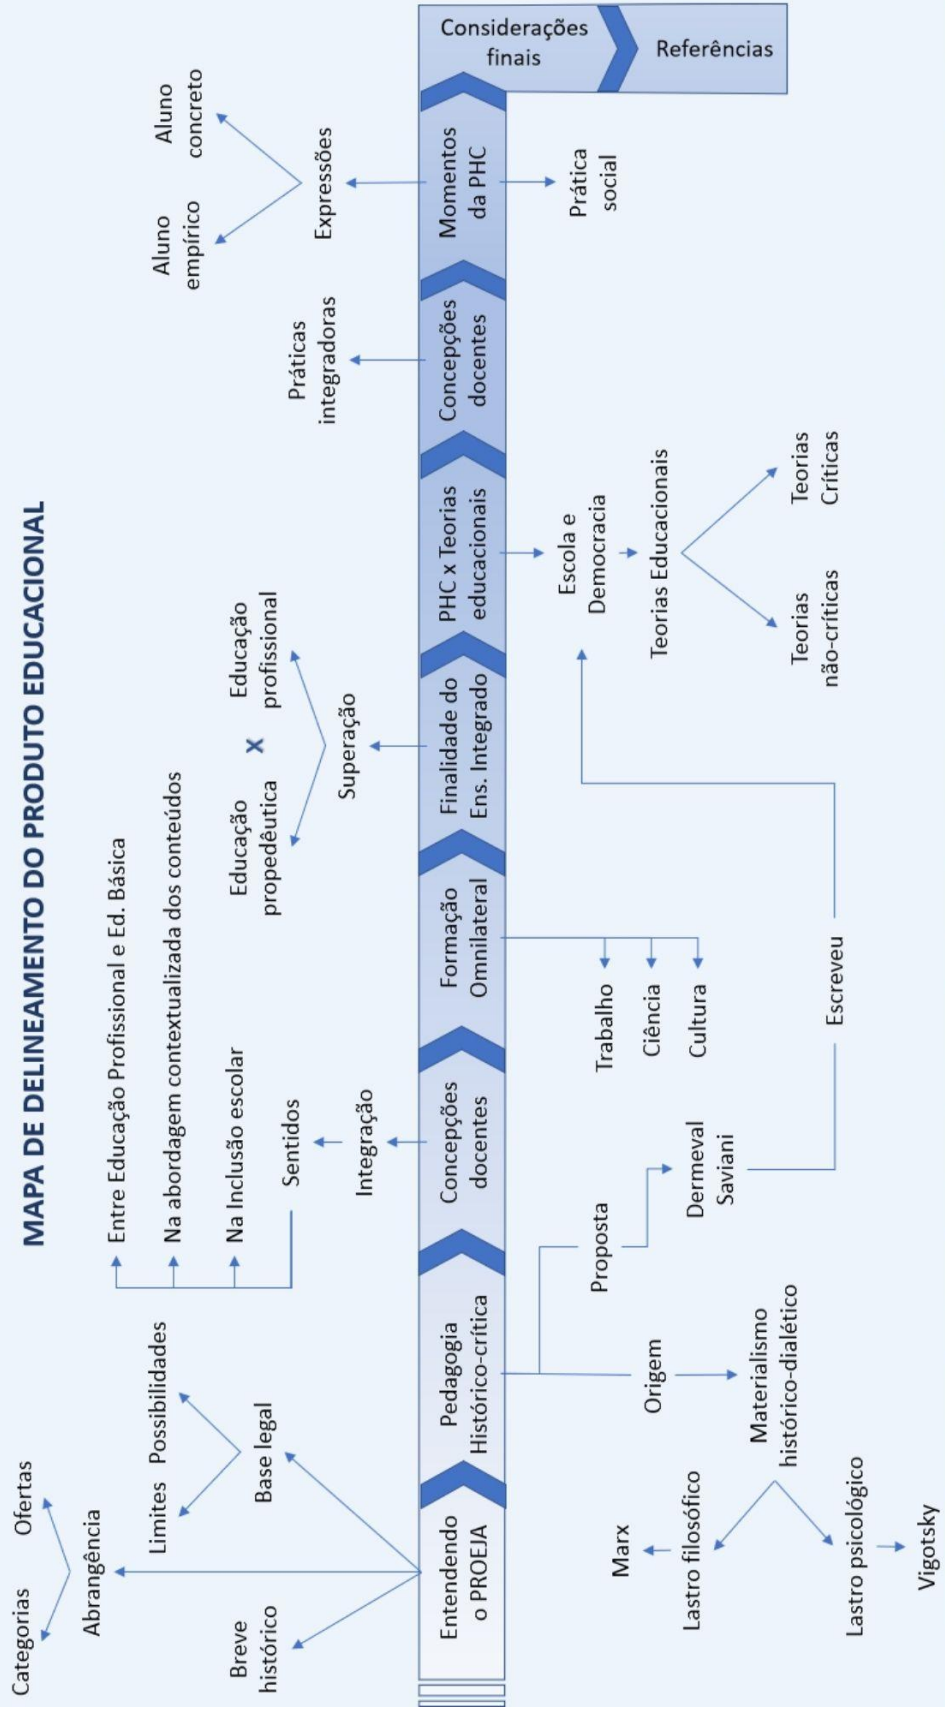 MAPA DE DELINEAMENTO DO PRODUTO EDUCACIONAL
Categorias
Ofertas
Abrangência
Limites
Possibilidades
Breve
histórico
Base legal
Entendendo
o PROEJA
Pedagogia
Histórico-crítica
Origem
Materialismo
histórico-dialético
Lastro filosófico
Marx
Lastro psicológico
Vigotsky
Proposta
Dermeval
Saviani
Escreveu
Concepções
docentes
Integração
Sentidos
Entre Educação Profissional e Ed. Básica
Na abordagem contextualizada dos conteúdos
Na Inclusão escolar
Formação
Omnilateral
Trabalho
Ciência
Cultura
Finalidade do
Ens. Integrado
Superação
Educação
propedêutica
X
Educação
profissional
PHC x Teorias
educacionais
Escola e
Democracia
Teorias Educacionais
Teorias
não-críticas
Teorias
Críticas
Concepções
docentes
Práticas
integradoras
Momentos
da PHC
Expressões
Aluno
empírico
Aluno
concreto
Prática
social
Considerações
finais
Referências